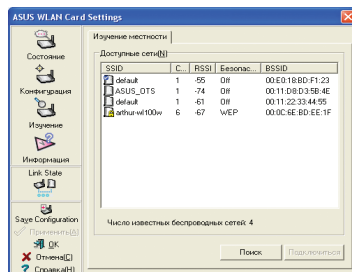 ASUS WLAN Card Settings
Состояние
Конфигурация
Изучение
Информация
Link State
Save Configuration
Применить(A)
OK
Отмена(C)
Справка(H)
Изучение местности
Доступные сети(N)
SSID C... RSSI Безопас... BSSID
default 1 -55 Off 00:E0:18:BD:F1:23
ASUS_OTS 1 -74 Off 00:11:D8:D3:5B:4E
default 1 -61 Off 00:11:22:33:44:55
arthur-wl100w 6 -67 WEP 00:0C:6E:BD:EE:1F
Число известных беспроводных сетей: 4
Поиск Подключиться